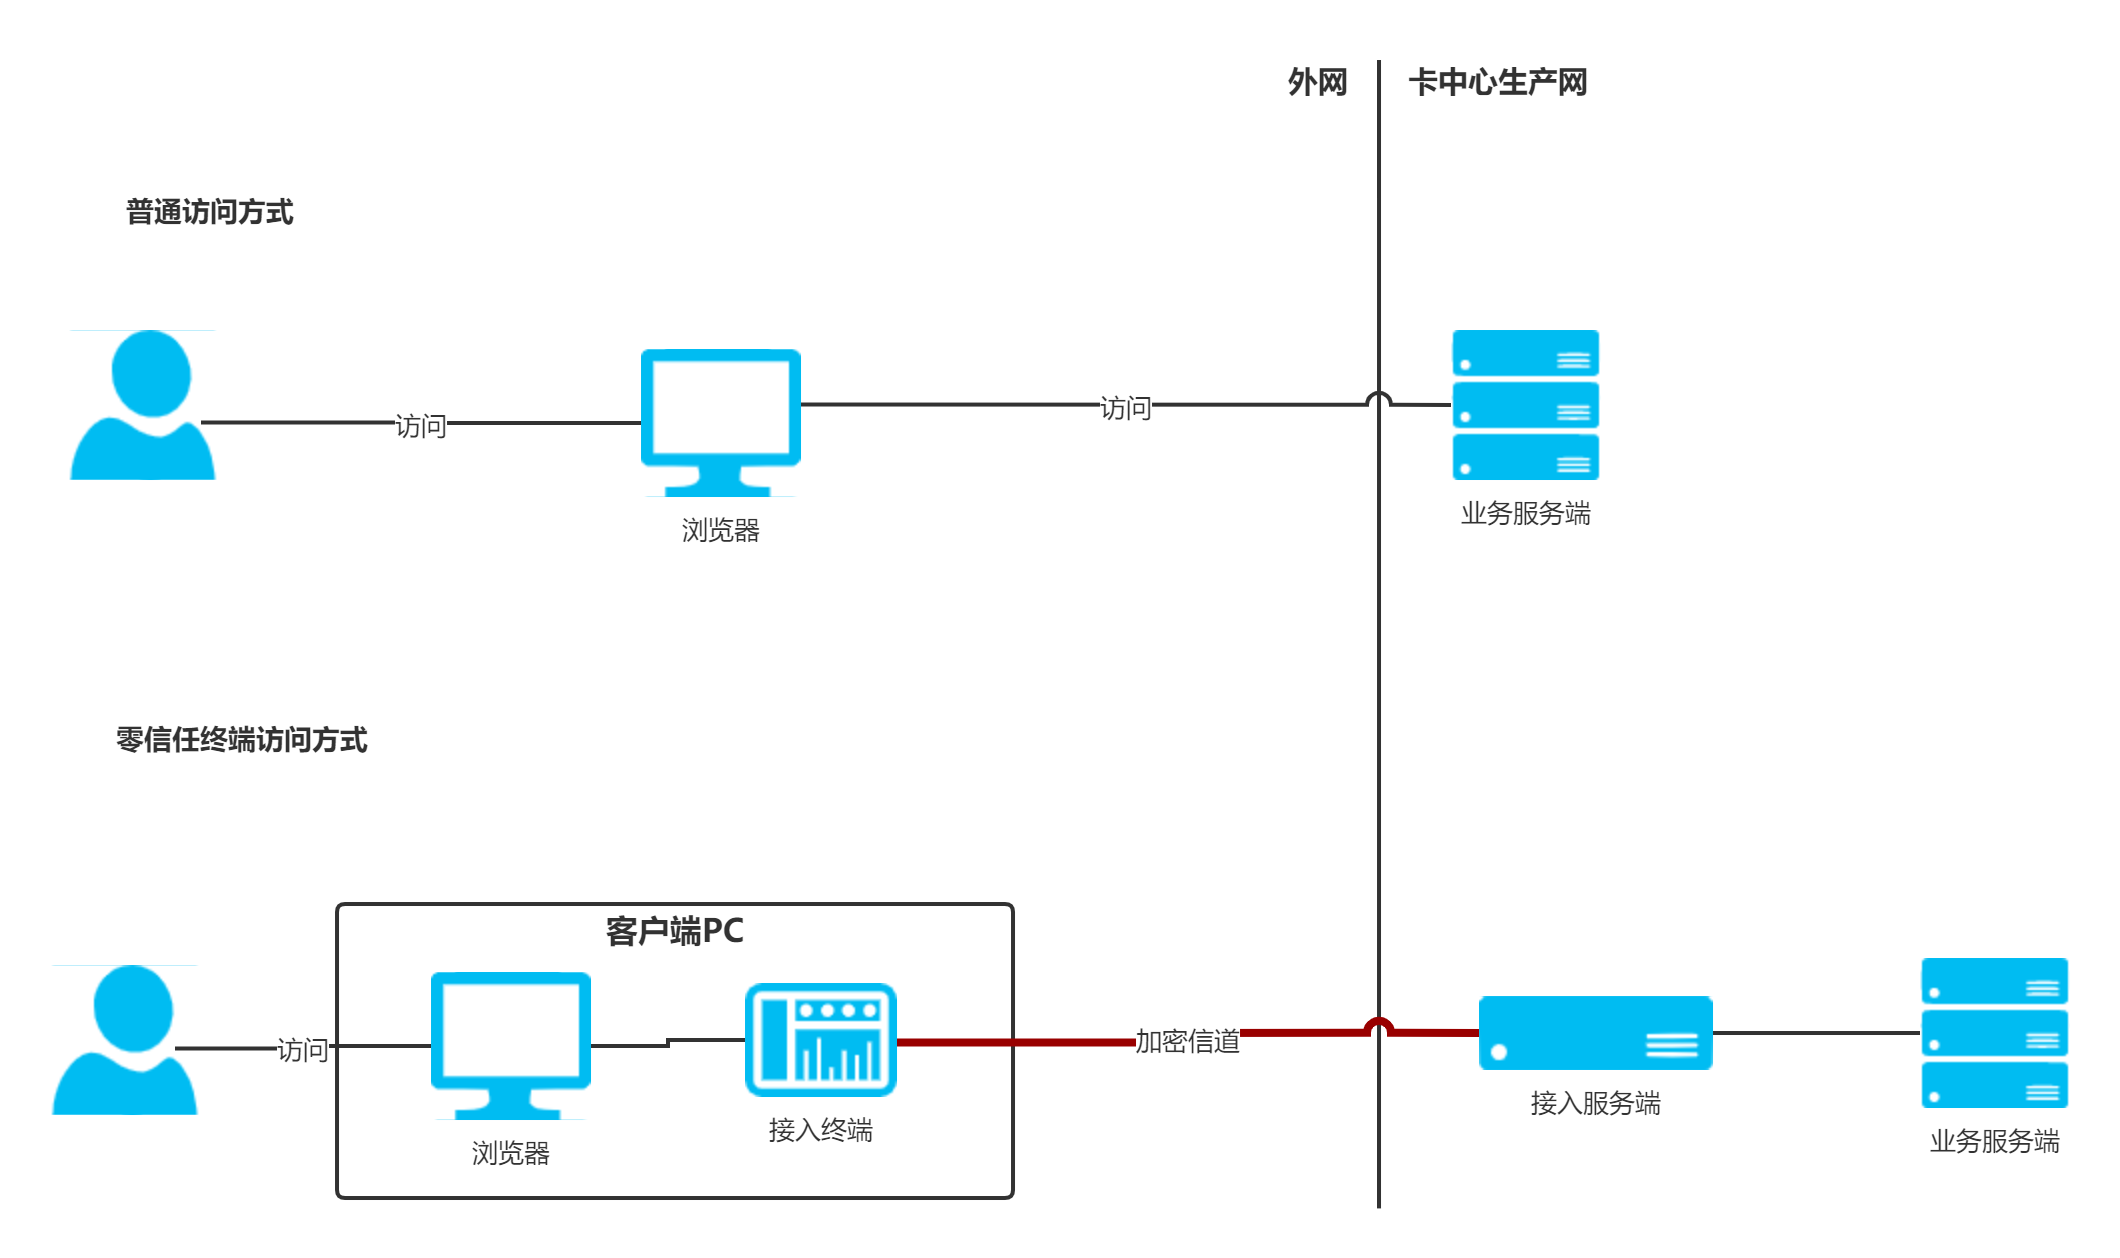 外网
卡中心生产网
普通访问方式
访问
访问
浏览器
业务服务端
零信任终端访问方式
客户端PC
访问
加密信道
浏览器
接入终端
接入服务端
业务服务端